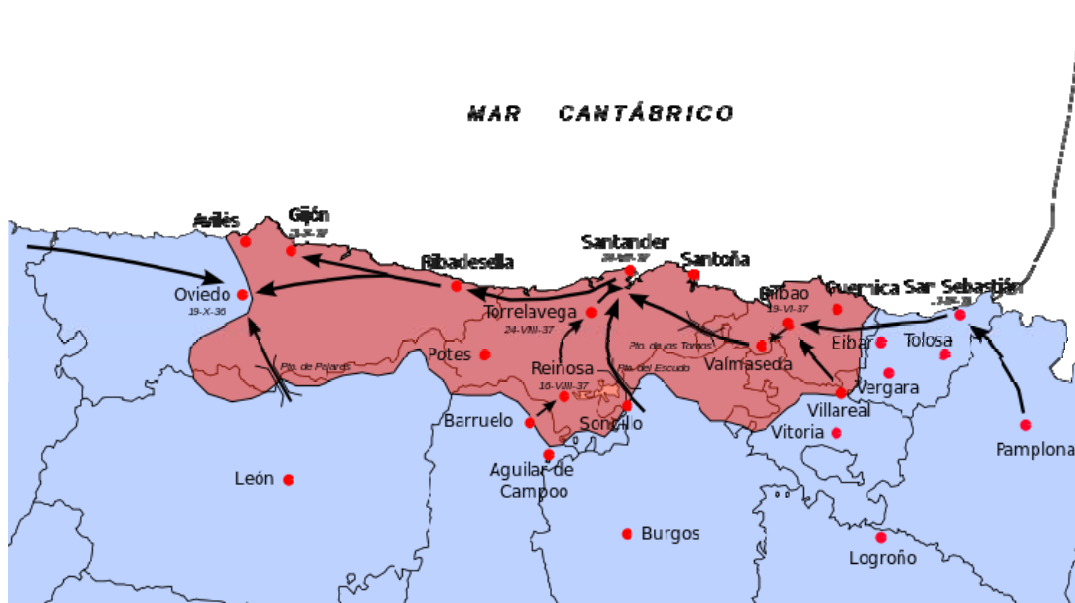 MAR CANTÁBRICO
Avilés
Gijón
Santander
Santoña
Ribadesella
Bilbao
19-VI-37
Guernica
San Sebastián
Oviedo
19-X-36
Torrelavega
24-VIII-37
Eibar
Tolosa
Potes
Pto. de los Tornos
Valmaseda
Pto. de Pajares
Reinosa
16-VIII-37
Pto. del Escudo
Vergara
Barruelo
Soncillo
Villareal
Vitoria
Pamplona
León
Aguilar de
Campoo
Burgos
Logroño